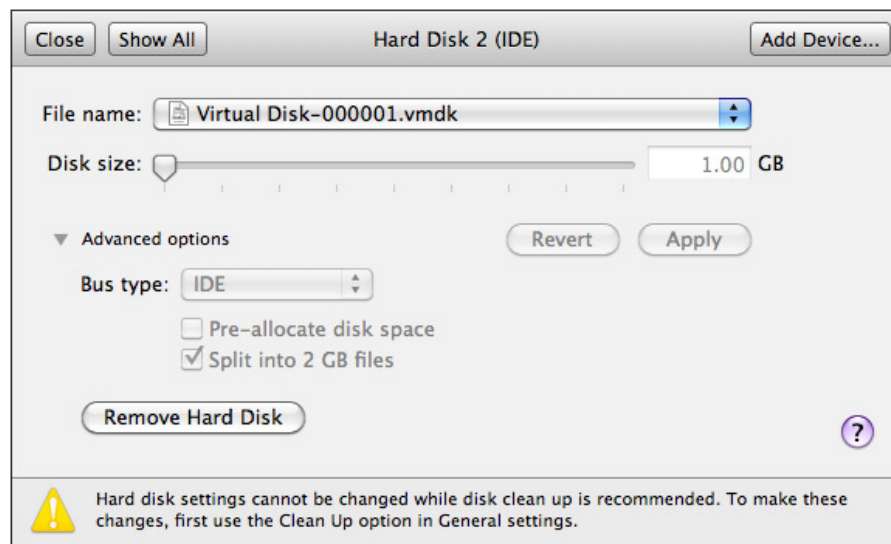 Close Show All Hard Disk 2 (IDE) Add Device...
File name: Virtual Disk-000001.vmdk
Disk size: 1.00 GB
Advanced options Revert Apply
Bus type: IDE
Pre-allocate disk space
Split into 2 GB files
Remove Hard Disk
?
Hard disk settings cannot be changed while disk clean up is recommended. To make these
changes, first use the Clean Up option in General settings.